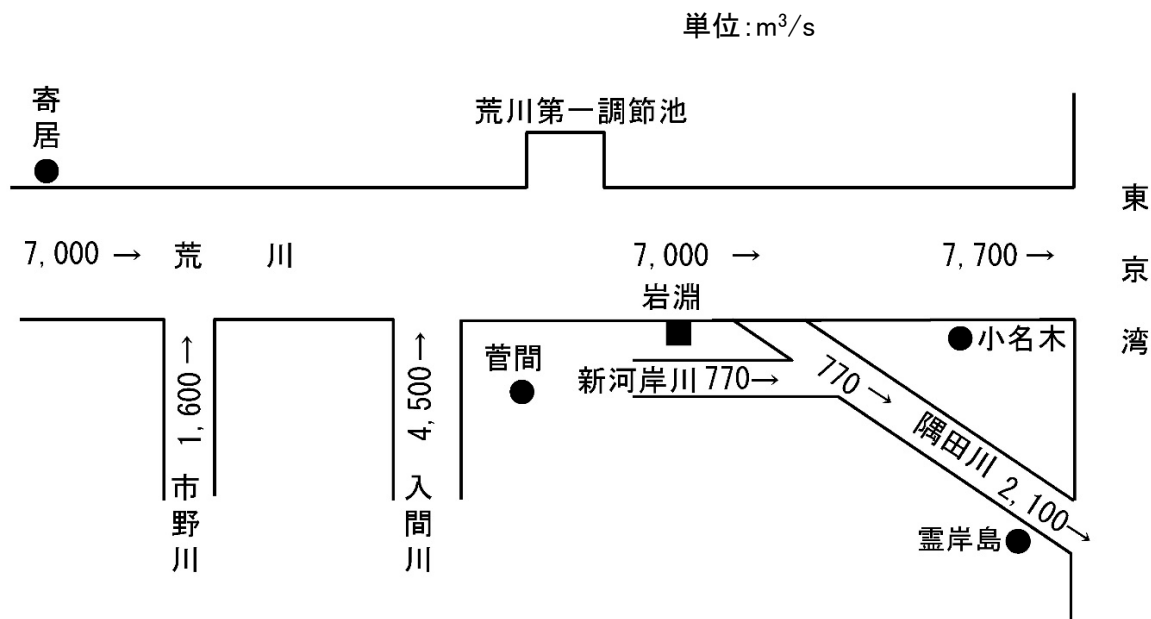 単位:m³/s
寄居
荒川第一調節池
7,000 → 荒 川
7,000 →
7,700 →
東京湾
岩淵
小名木
菅間
新河岸川 770→
770→
隅田川 2,100→
霊岸島
市野川 1,600→
入間川 4,500→